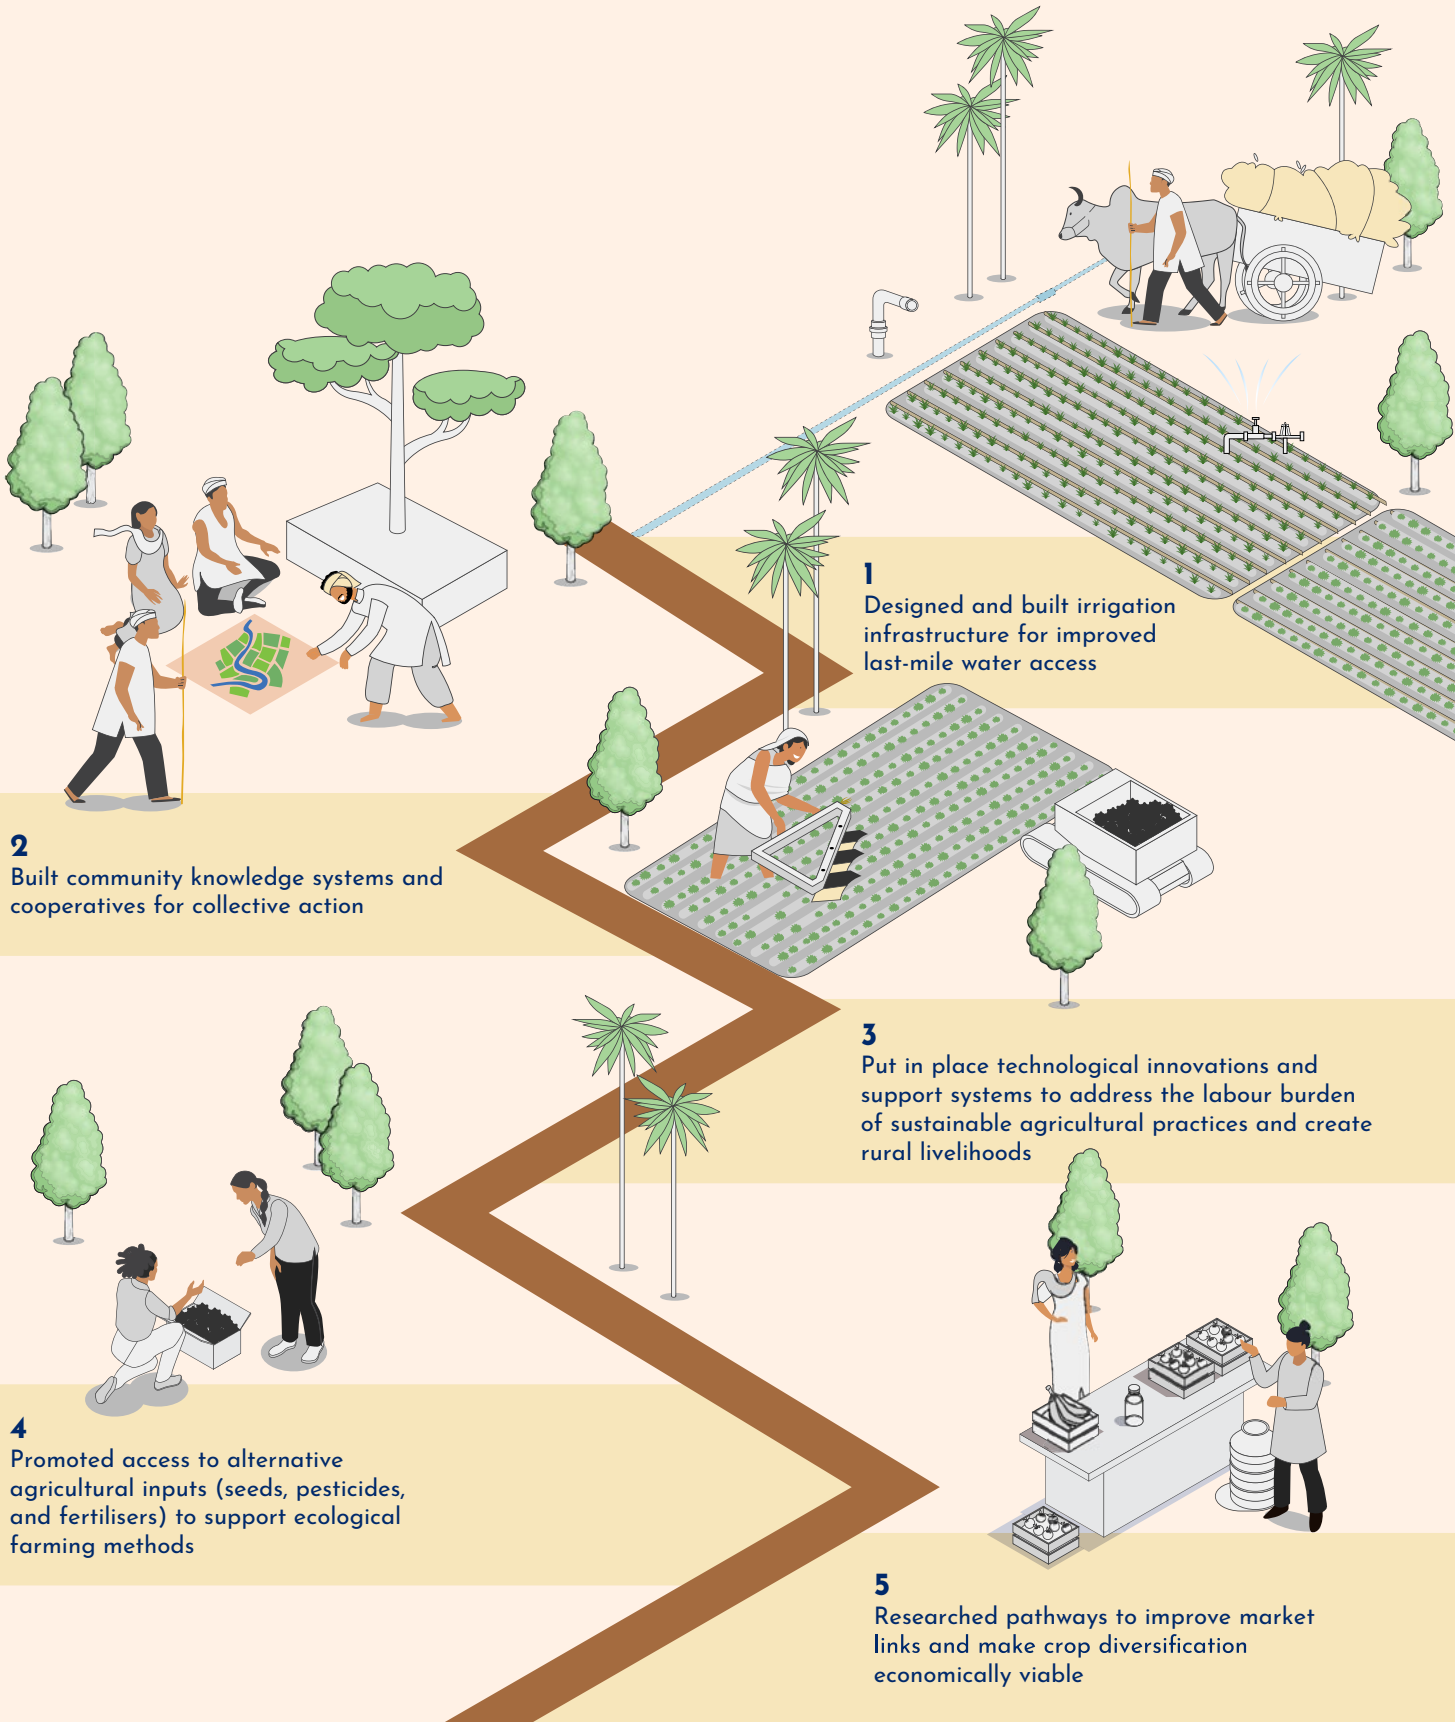 1
Designed and built irrigation
infrastructure for improved
last-mile water access
2
Built community knowledge systems and
cooperatives for collective action
3
Put in place technological innovations and
support systems to address the labour burden
of sustainable agricultural practices and create
rural livelihoods
4
Promoted access to alternative
agricultural inputs (seeds, pesticides,
and fertilisers) to support ecological
farming methods
5
Researched pathways to improve market
links and make crop diversification
economically viable